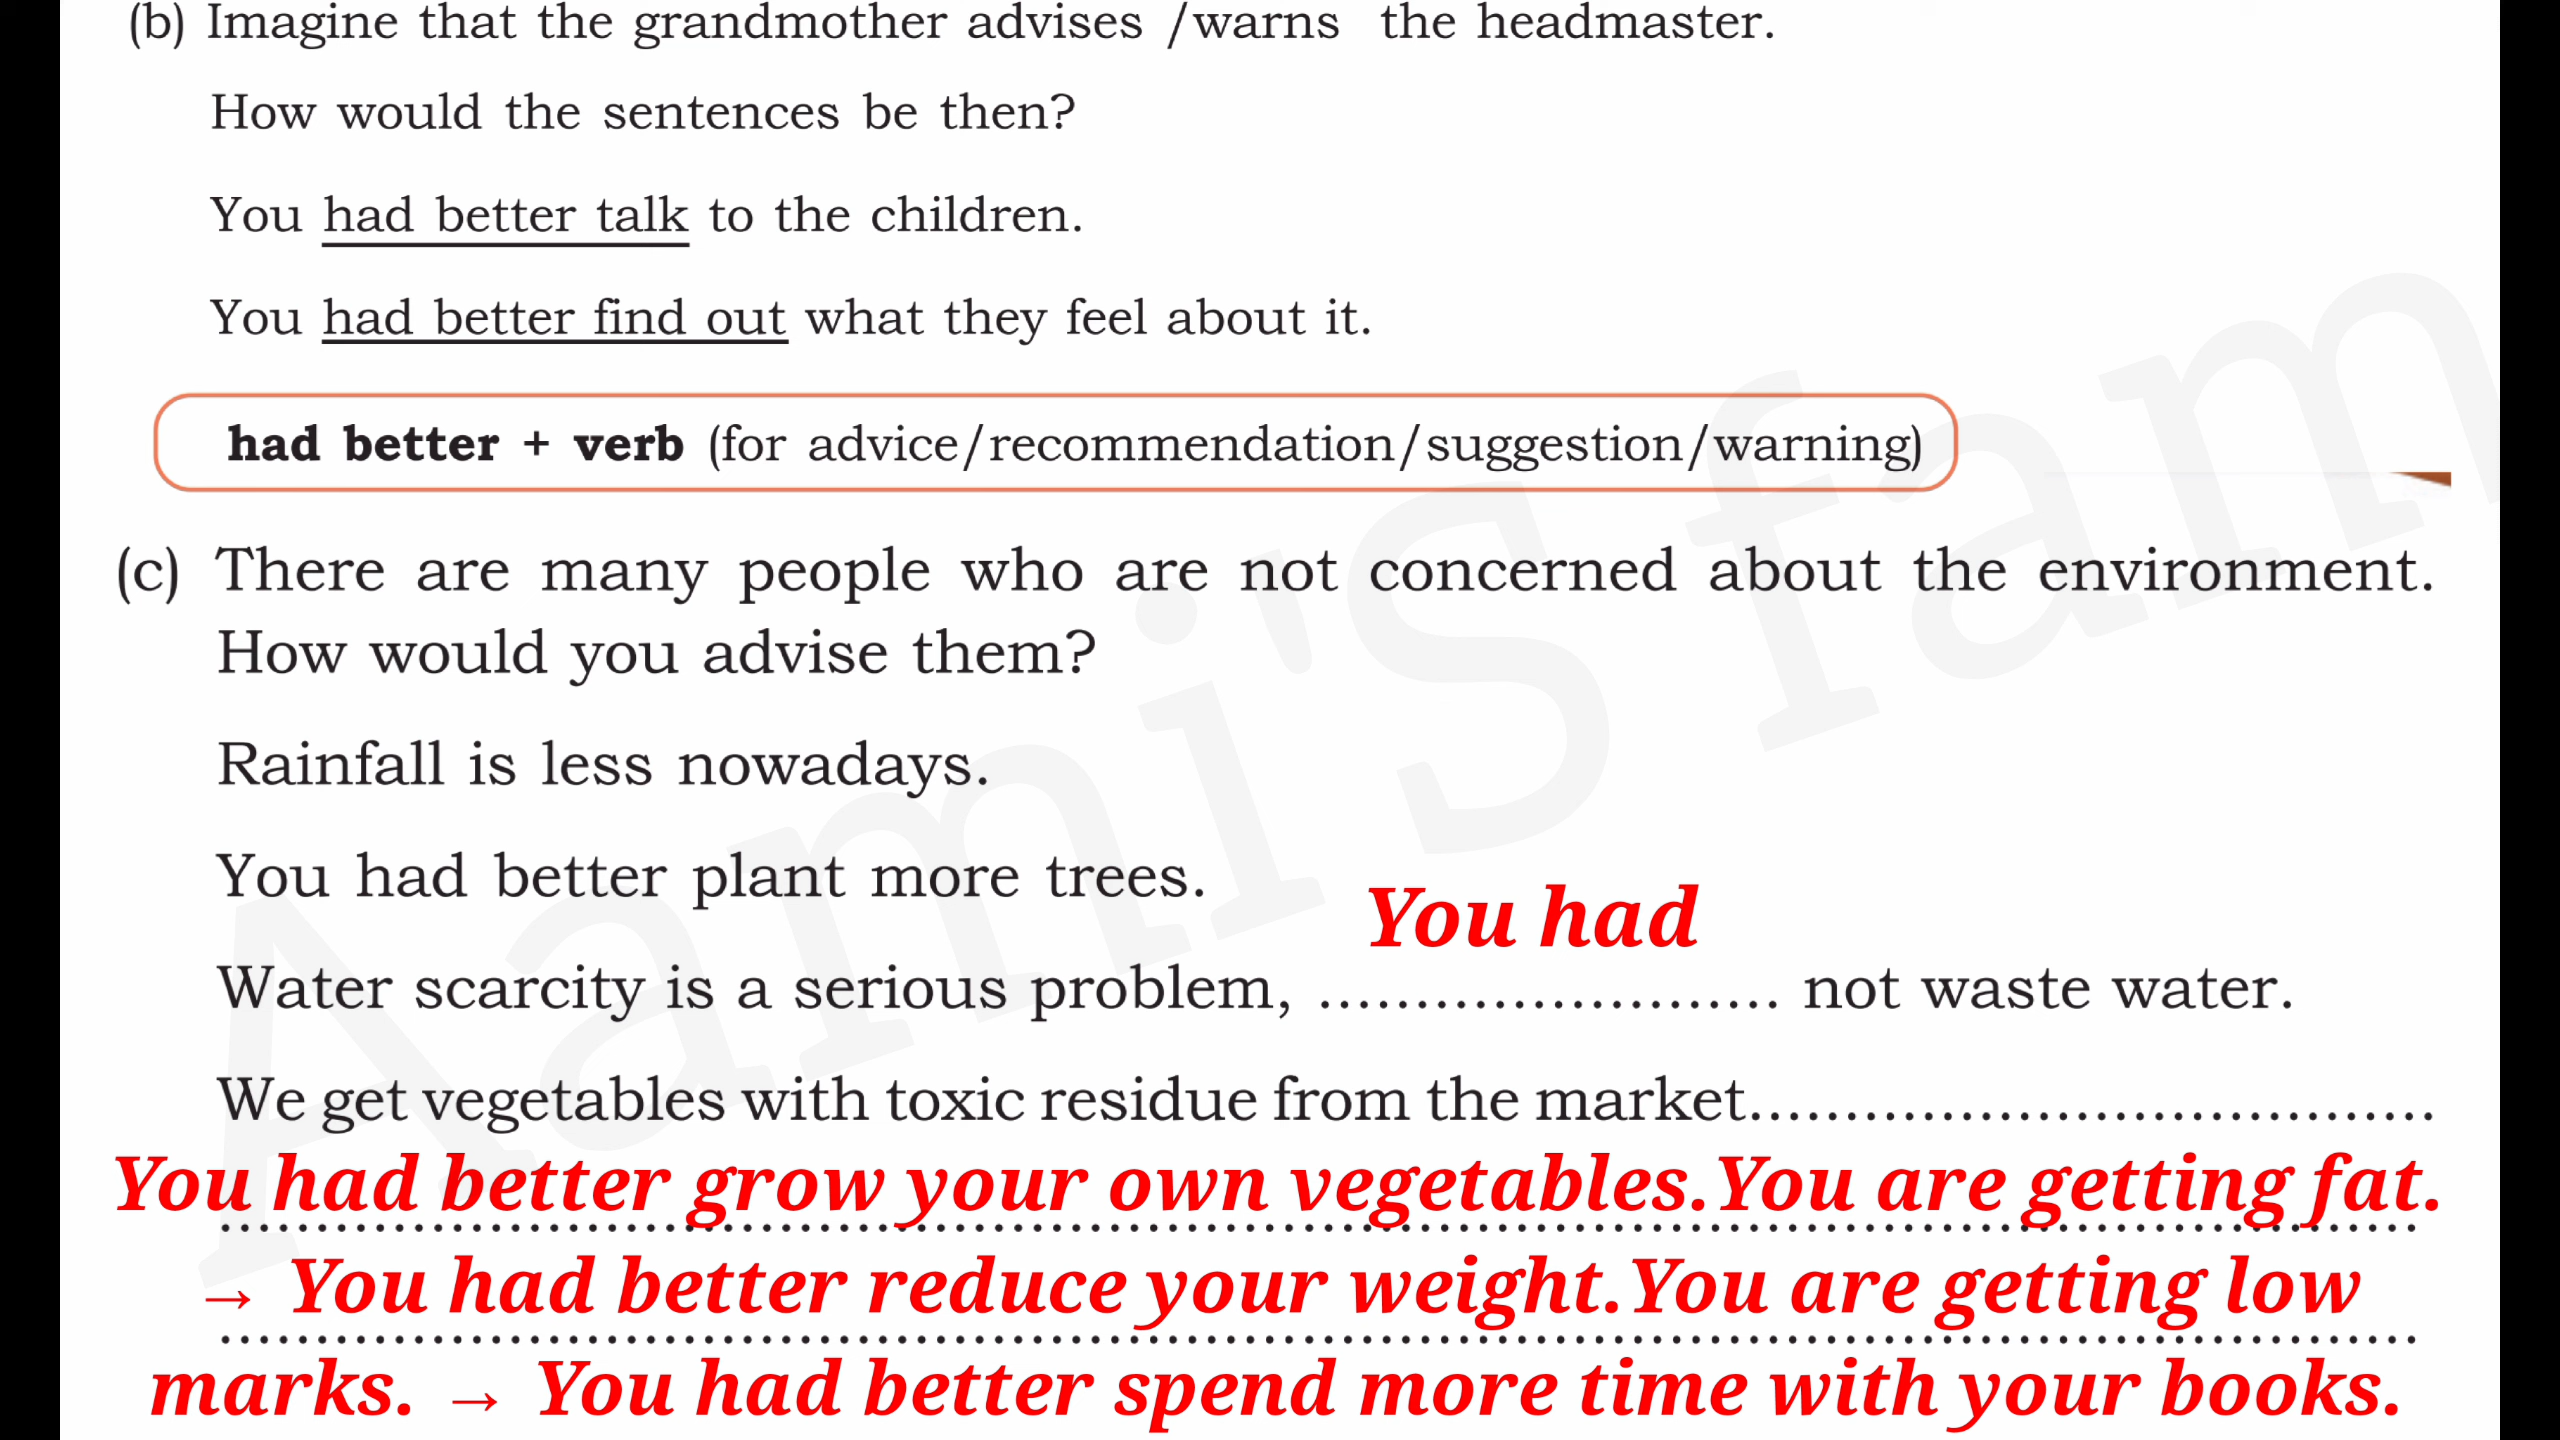 (b) Imagine that the grandmother advises /warns the headmaster.
How would the sentences be then?
You had better talk to the children.
You had better find out what they feel about it.
had better + verb (for advice/recommendation/suggestion/warning)
(c) There are many people who are not concerned about the environment.
How would you advise them?
Rainfall is less nowadays.
You had better plant more trees.
You had
Water scarcity is a serious problem, ........................ not waste water.
We get vegetables with toxic residue from the market...................................
You had better grow your own vegetables.You are getting fat.
→ You had better reduce your weight.You are getting low
marks. → You had better spend more time with your books.
Aami'S fam